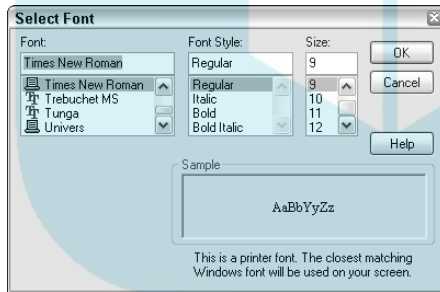 Select Font
Font:
Font Style:
Size:
Times New Roman
Regular
9
OK
Times New Roman
Regular
9
Cancel
Trebuchet MS
Italic
10
Tunga
Bold
11
Univers
Bold Italic
12
Help
Sample
AaBbYyZz
This is a printer font. The closest matching
Windows font will be used on your screen.